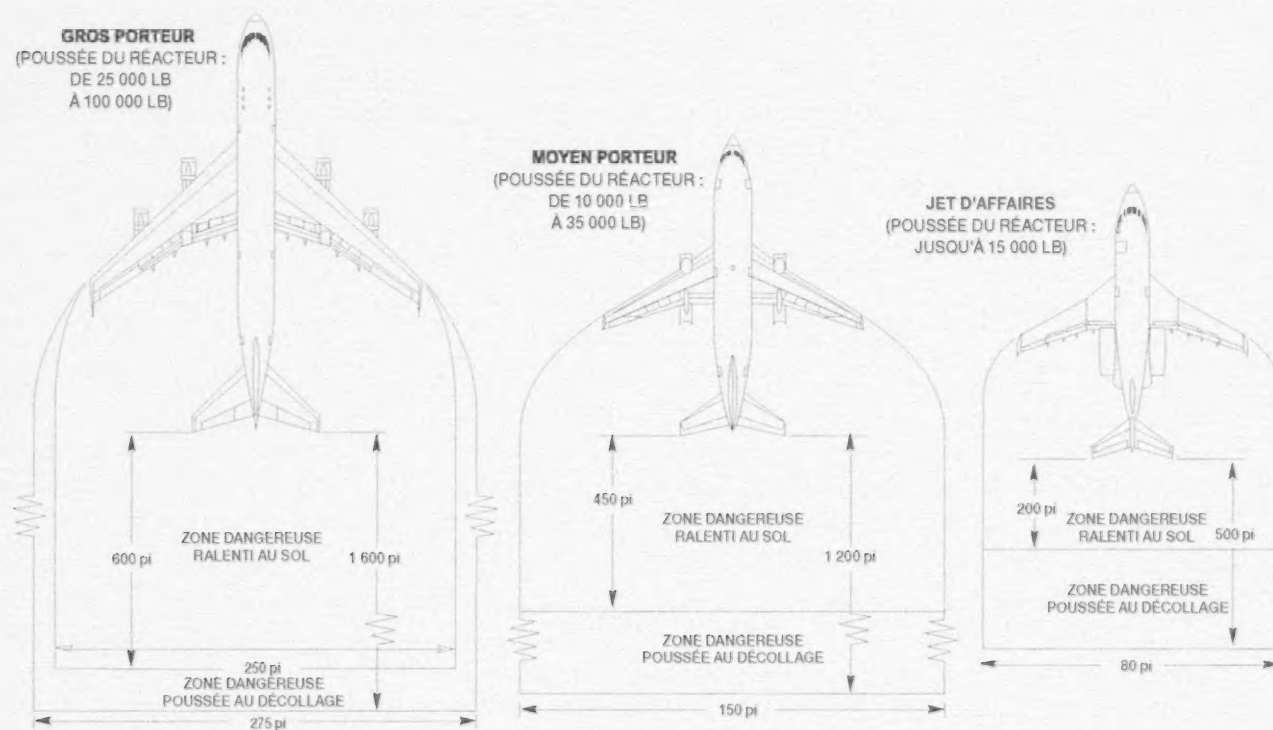 GROS PORTEUR
(POUSSÉE DU RÉACTEUR :
DE 25 000 LB
À 100 000 LB)
600 pi
ZONE DANGEREUSE
RALENTI AU SOL
1 600 pi
250 pi
ZONE DANGEREUSE
POUSSÉE AU DÉCOLLAGE
275 pi
MOYEN PORTEUR
(POUSSÉE DU RÉACTEUR :
DE 10 000 LB
À 35 000 LB)
450 pi
ZONE DANGEREUSE
RALENTI AU SOL
1 200 pi
ZONE DANGEREUSE
POUSSÉE AU DÉCOLLAGE
150 pi
JET D'AFFAIRES
(POUSSÉE DU RÉACTEUR :
JUSQU'À 15 000 LB)
200 pi
ZONE DANGEREUSE
RALENTI AU SOL
500 pi
ZONE DANGEREUSE
POUSSÉE AU DÉCOLLAGE
80 pi